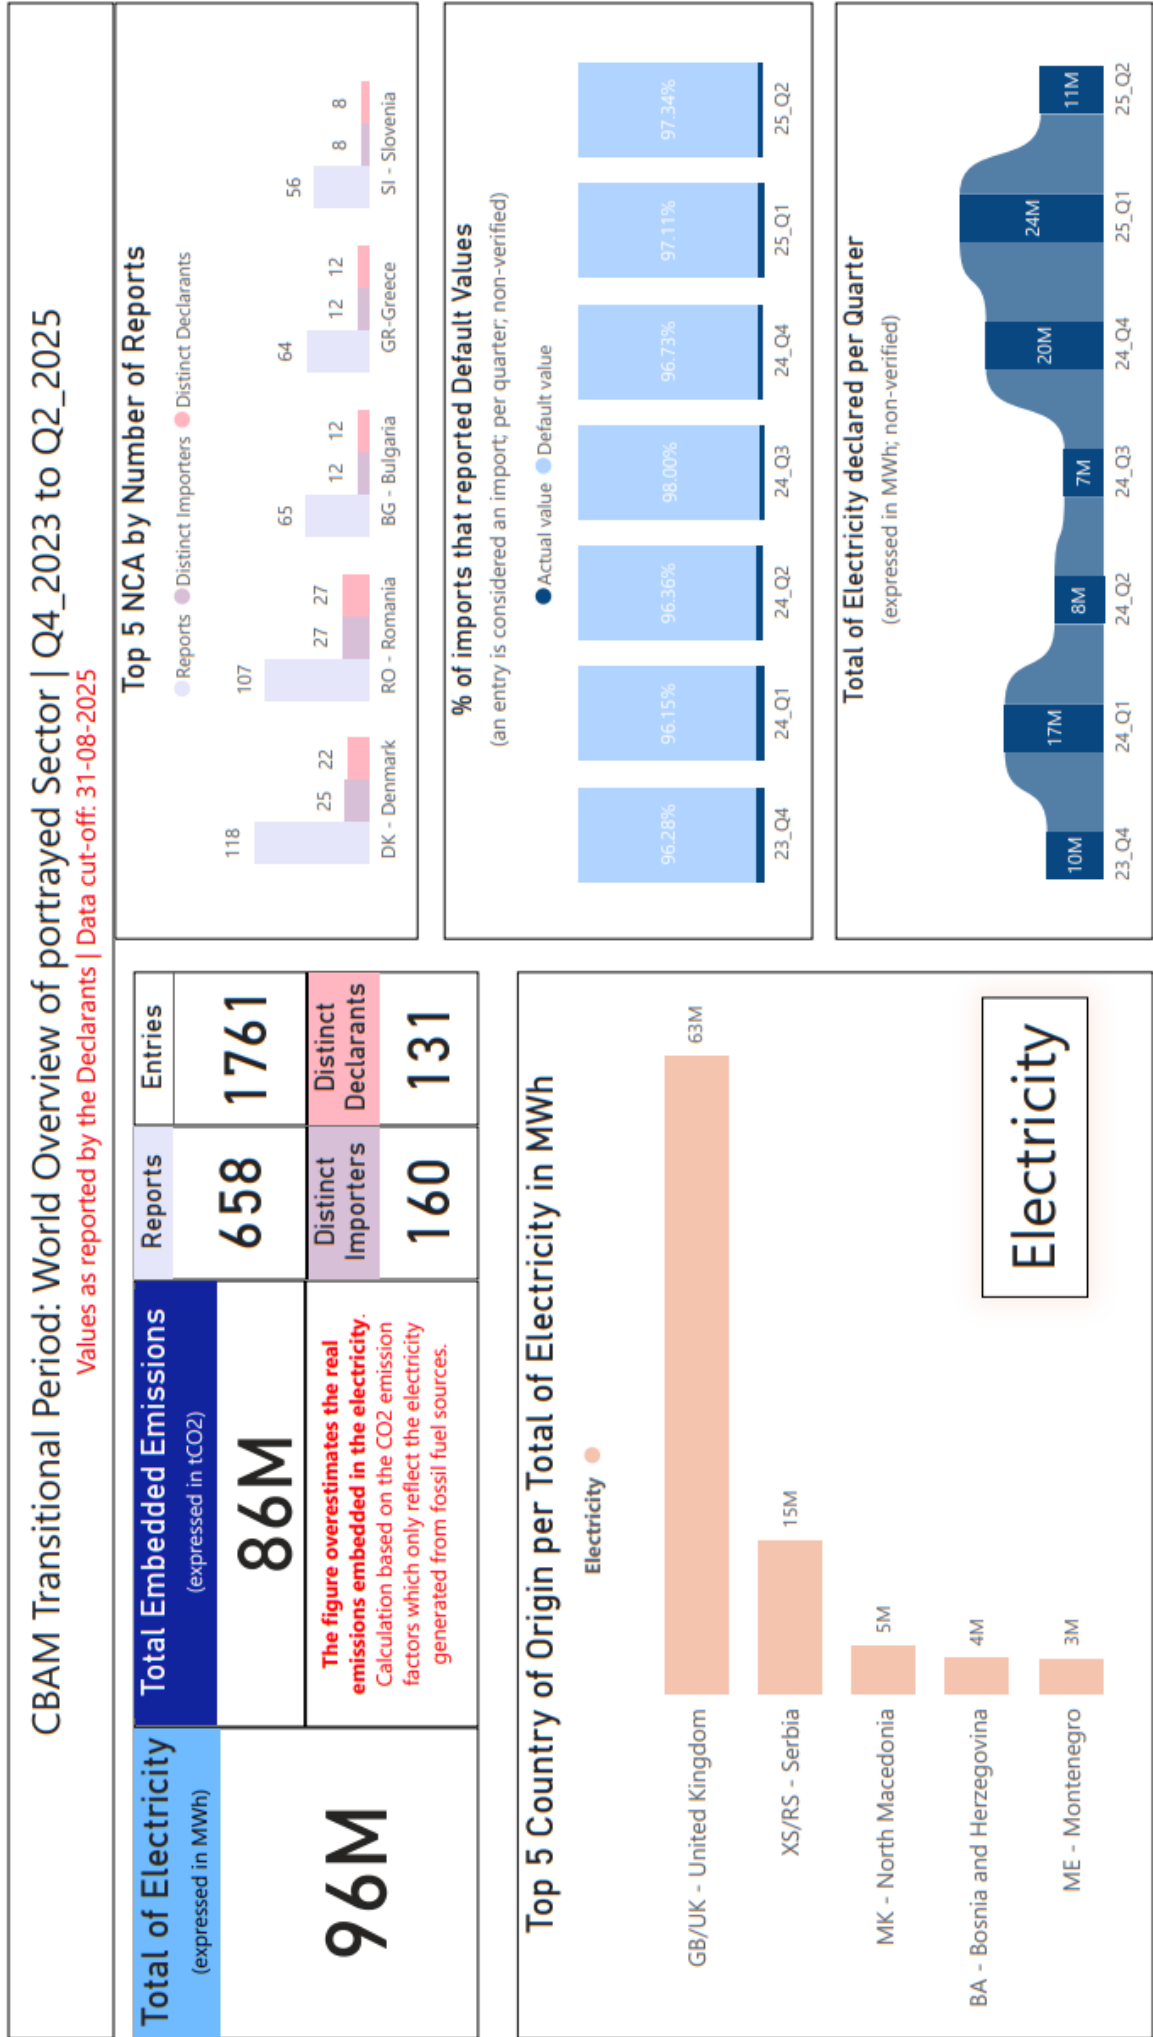 CBAM Transitional Period: World Overview of portrayed Sector | Q4_2023 to Q2_2025
Values as reported by the Declarants | Data cut-off: 31-08-2025
Total of Electricity
(expressed in MWh)
96M
Total Embedded Emissions
(expressed in tCO2)
86M
The figure overestimates the real
emissions embedded in the electricity.
Calculation based on the CO2 emission
factors which only reflect the electricity
generated from fossil fuel sources.
Reports
658
Entries
1761
Distinct
Importers
160
Distinct
Declarants
131
Top 5 Country of Origin per Total of Electricity in MWh
Electricity
GB/UK - United Kingdom 63M
XS/RS - Serbia 15M
MK - North Macedonia 5M
BA - Bosnia and Herzegovina 4M
ME - Montenegro 3M
Electricity
Top 5 NCA by Number of Reports
Reports Distinct Importers Distinct Declarants
118 25 22
107 27 27
65 12 12
64 12 12
56 8 8
DK - Denmark RO - Romania BG - Bulgaria GR-Greece SI - Slovenia
% of imports that reported Default Values
(an entry is considered an import; per quarter; non-verified)
Actual value Default value
96.28% 96.15% 96.36% 98.00% 96.73% 97.11% 97.34%
23_Q4 24_Q1 24_Q2 24_Q3 24_Q4 25_Q1 25_Q2
Total of Electricity declared per Quarter
(expressed in MWh; non-verified)
10M 17M 8M 7M 20M 24M 11M
23_Q4 24_Q1 24_Q2 24_Q3 24_Q4 25_Q1 25_Q2